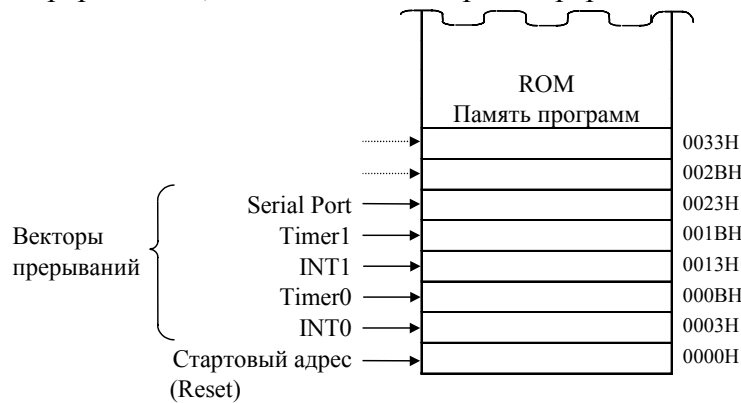 ROM
Память программ
0033H
002BH
Serial Port
0023H
Timer1
001BH
Векторы
прерываний
INT1
0013H
Timer0
000BH
INT0
0003H
Стартовый адрес
0000H
(Reset)